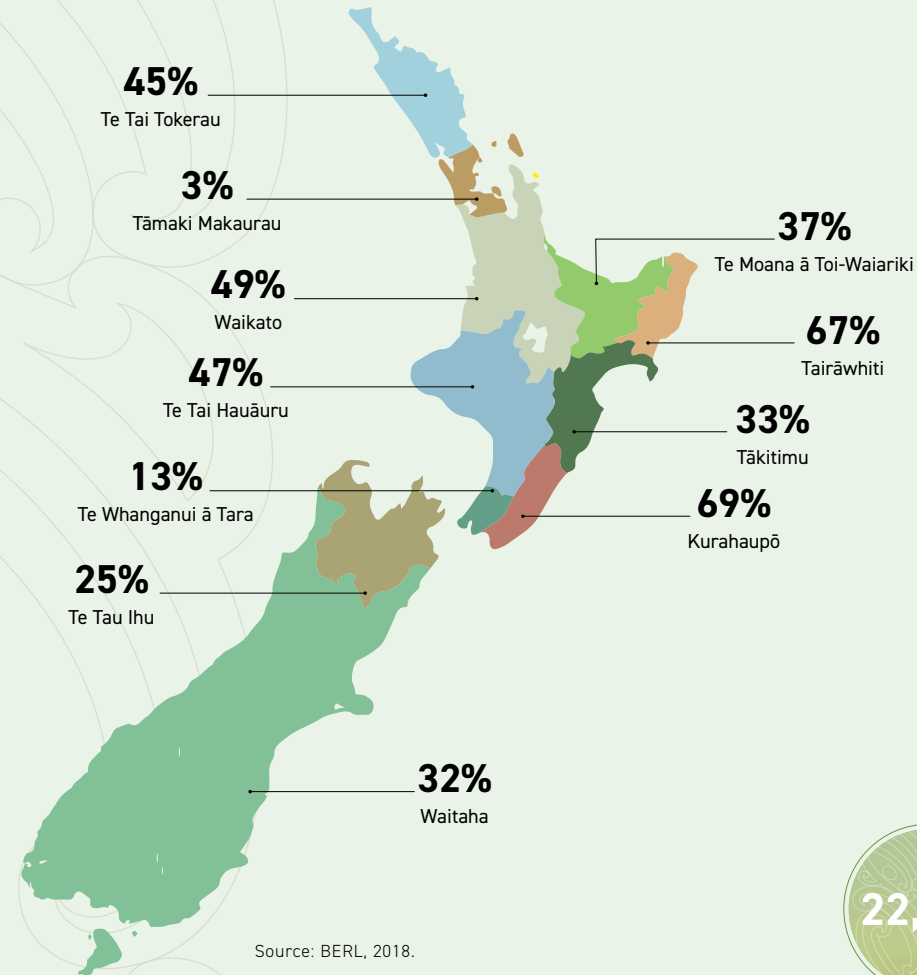 45%
Te Tai Tokerau
3%
Tāmaki Makaurau
49%
Waikato
47%
Te Tai Hauāuru
13%
Te Whanganui ā Tara
25%
Te Tau Ihu
37%
Te Moana ā Toi-Waiariki
67%
Tairāwhiti
33%
Tākitimu
69%
Kurahaupō
32%
Waitaha
22,
Source: BERL, 2018.